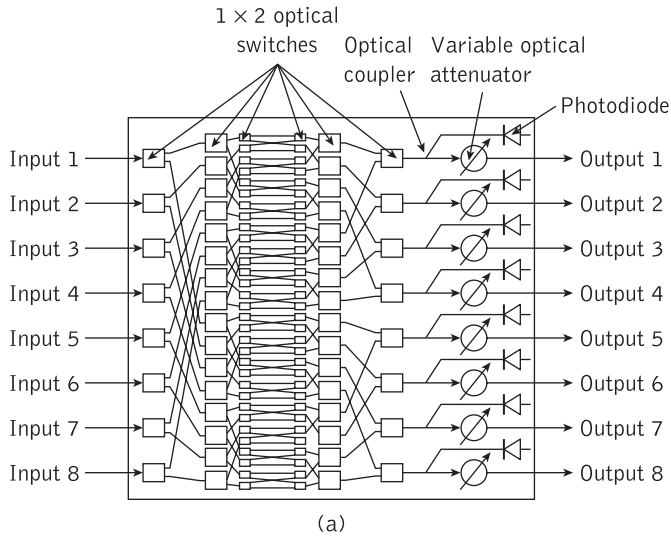 1 × 2 optical
switches
Optical
coupler
Variable optical
attenuator
Photodiode
Input 1
Output 1
Input 2
Output 2
Input 3
Output 3
Input 4
Output 4
Input 5
Output 5
Input 6
Output 6
Input 7
Output 7
Input 8
Output 8
(a)